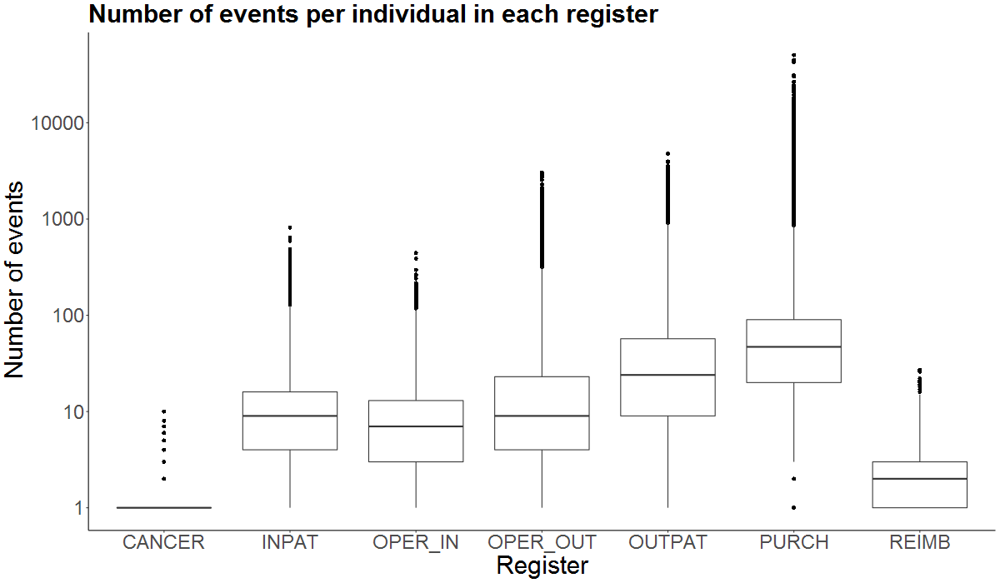 Number of events per individual in each register
Number of events
10000
1000
100
10
1
CANCER INPAT OPER_IN OPER_OUT OUTPAT PURCH REIMB
Register